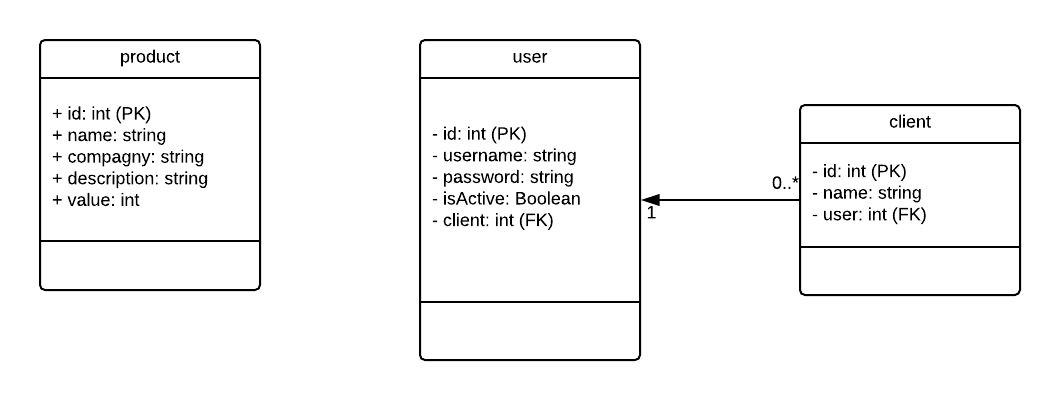 product
+ id: int (PK)
+ name: string
+ compagny: string
+ description: string
+ value: int
user
- id: int (PK)
- username: string
- password: string
- isActive: Boolean
- client: int (FK)
1
0..*
client
- id: int (PK)
- name: string
- user: int (FK)